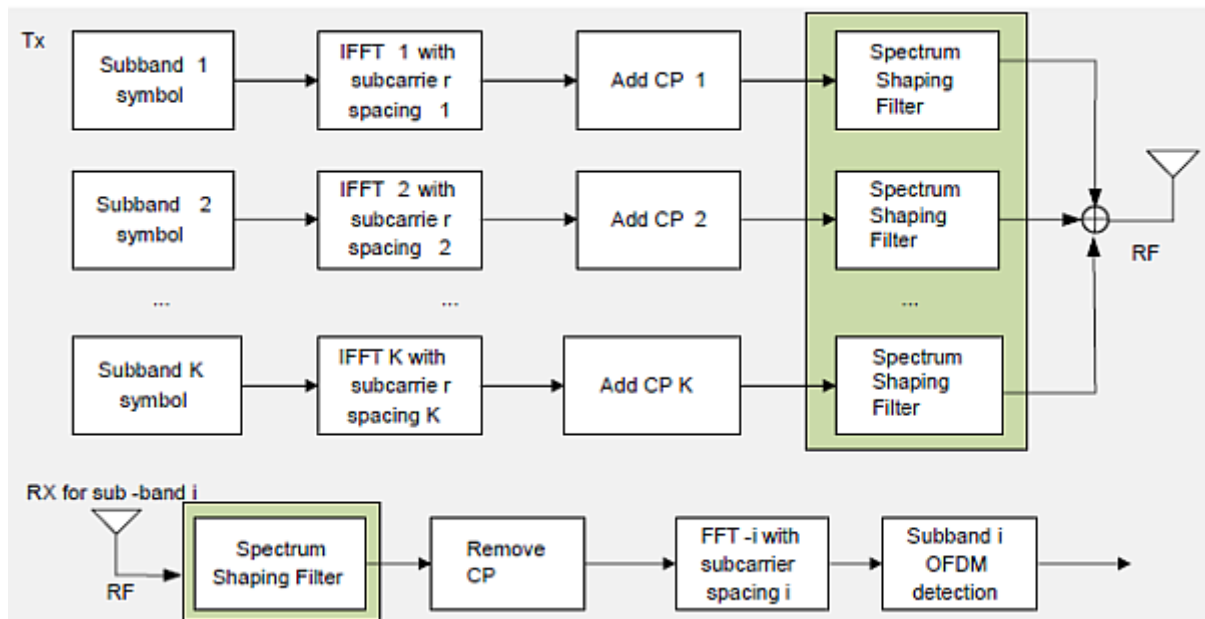 Tx
Subband 1
symbol
IFFT 1 with
subcarrie r
spacing 1
Add CP 1
Spectrum
Shaping
Filter
Subband 2
symbol
IFFT 2 with
subcarrie r
spacing 2
Add CP 2
Spectrum
Shaping
Filter
RF
...
...
...
Subband K
symbol
IFFT K with
subcarrie r
spacing K
Add CP K
Spectrum
Shaping
Filter
RX for sub -band i
RF
Spectrum
Shaping Filter
Remove
CP
FFT -i with
subcarrier
spacing i
Subband i
OFDM
detection